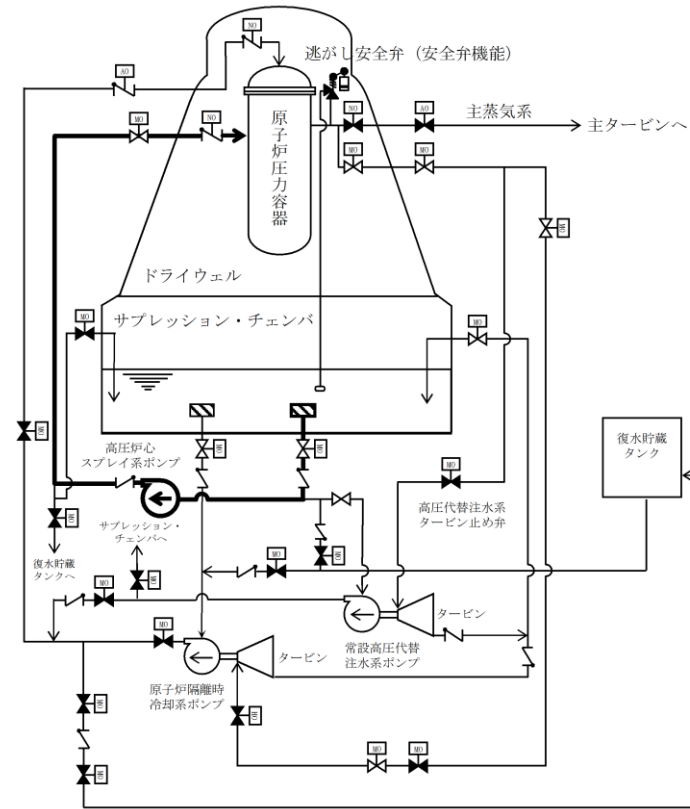 NO
AO
逃がし安全弁(安全弁機能)
MO
NO
NO
AO
主蒸気系
主タービンへ
原子炉圧力容器
MO
MO
MO
ドライウェル
サプレッション・チェンバ
MO
MO
MO
高圧炉心
スプレイ系ポンプ
MO
MO
復水貯蔵
タンク
MO
高圧代替注水系
タービン止め弁
MO
サプレッション・
チェンバへ
復水貯蔵
タンクへ
MO
MO
MO
MO
MO
タービン
常設高圧代替
注水系ポンプ
MO
タービン
原子炉隔離時
冷却系ポンプ
MO
MO
MO
MO